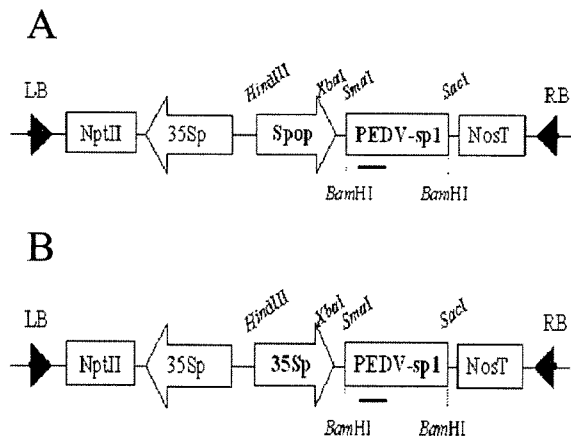 A
HindIII XbaI SmaI SacI
LB RB
NptII 35Sp Spop PEDV-sp1 NosT
BamHI BamHI
B
HindIII XbaI SmaI SacI
LB RB
NptII 35Sp 35Sp PEDV-sp1 NosT
BamHI BamHI